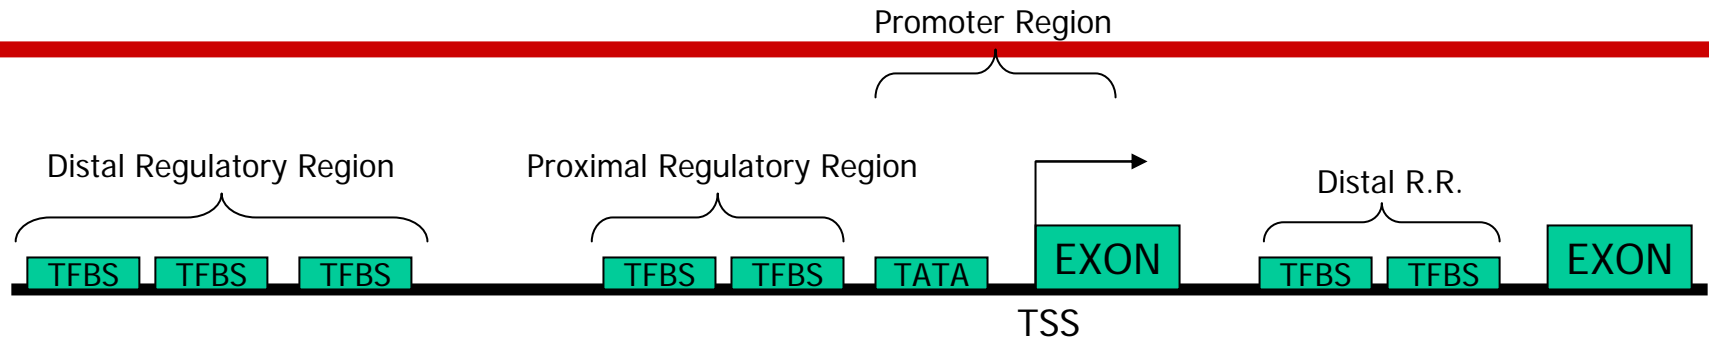 Promoter Region
Distal Regulatory Region
Proximal Regulatory Region
Distal R.R.
TFBS
TFBS
TFBS
TFBS
TFBS
TATA
EXON
TFBS
TFBS
EXON
TSS